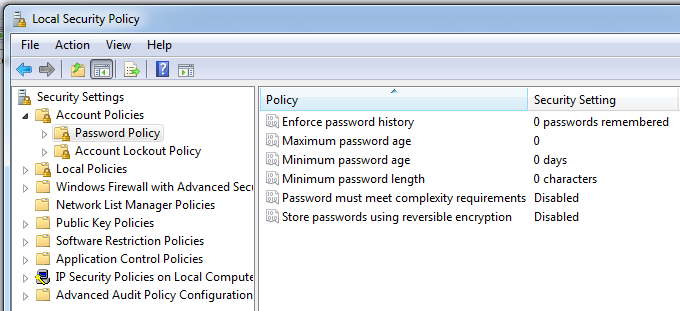 Local Security Policy
File Action View Help
Security Settings
Account Policies
Password Policy
Account Lockout Policy
Local Policies
Windows Firewall with Advanced Secu
Network List Manager Policies
Public Key Policies
Software Restriction Policies
Application Control Policies
IP Security Policies on Local Compute
Advanced Audit Policy Configuration
Policy Security Setting
Enforce password history 0 passwords remembered
Maximum password age 0
Minimum password age 0 days
Minimum password length 0 characters
Password must meet complexity requirements Disabled
Store passwords using reversible encryption Disabled